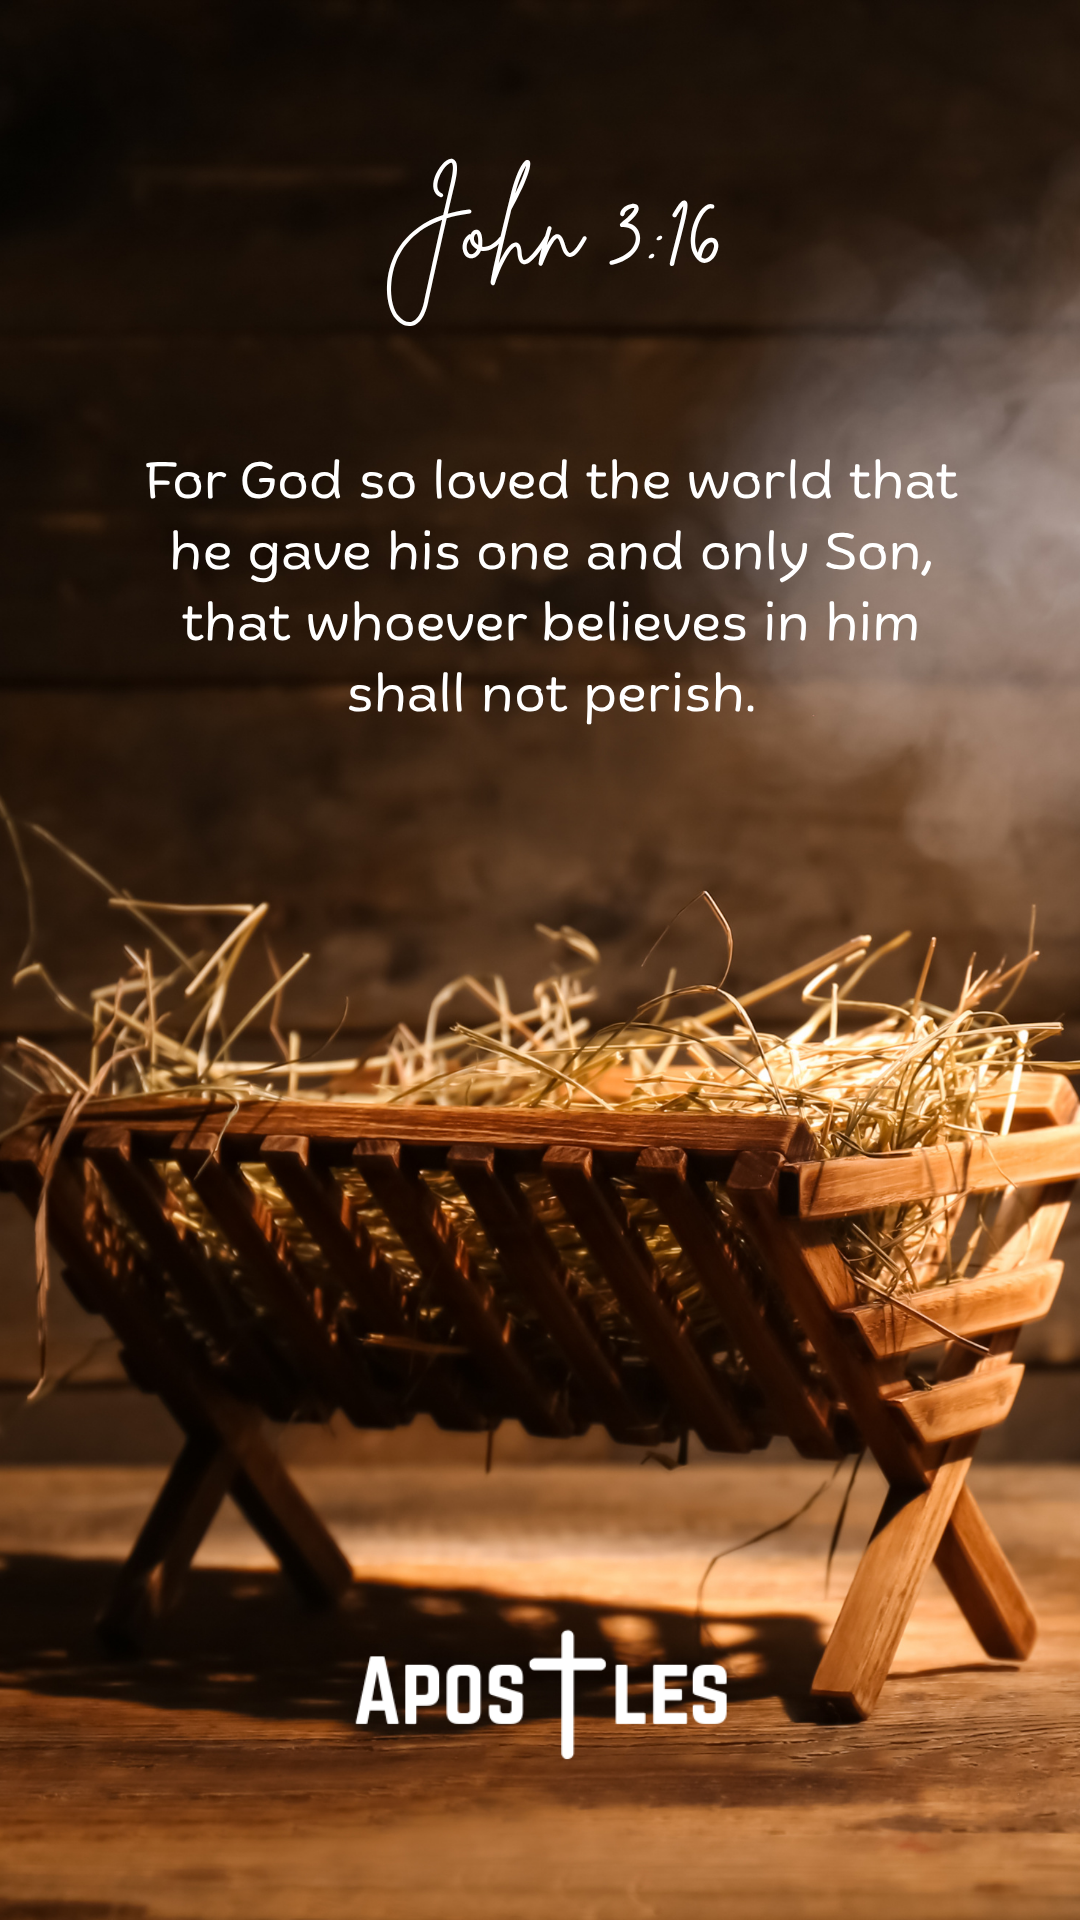 John 3:16
For God so loved the world that
he gave his one and only Son,
that whoever believes in him
shall not perish.
APOSTLES